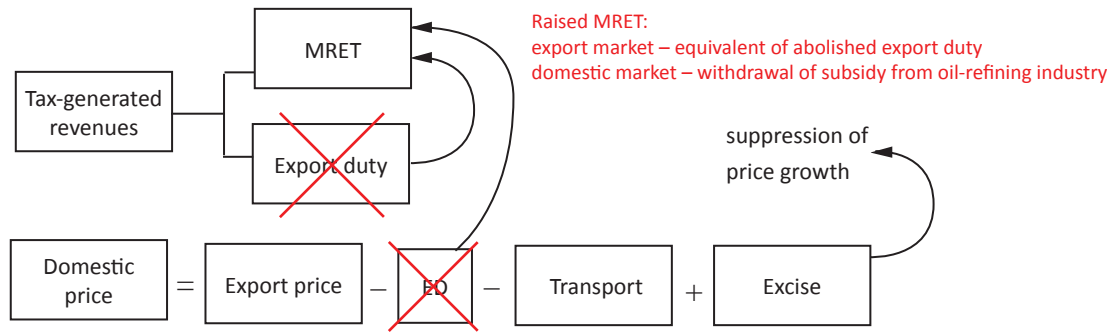 Raised MRET:
export market – equivalent of abolished export duty
domestic market – withdrawal of subsidy from oil-refining industry
MRET
Tax-generated
revenues
Export duty
suppression of
price growth
Domestic
price
=
Export price
–
ED
–
Transport
+
Excise